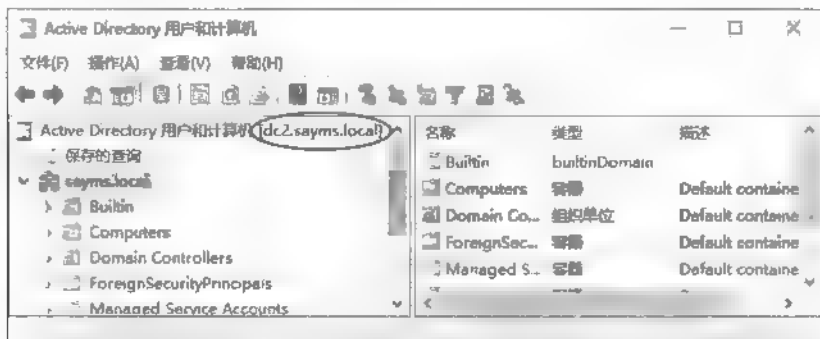 Active Directory 用户和计算机
文件(F) 操作(A) 查看(V) 帮助(H)
Active Directory 用户和计算机 [dc2.sayms.local]
保存的查询
sayms.local
Builtin
Computers
Domain Controllers
ForeignSecurityPrincipals
Managed Service Accounts
名称 类型 描述
Builtin builtinDomain
Computers 容器 Default containe
Domain Co... 组织单位 Default containe
ForeignSec... 容器 Default containe
Managed S... 容器 Default containe